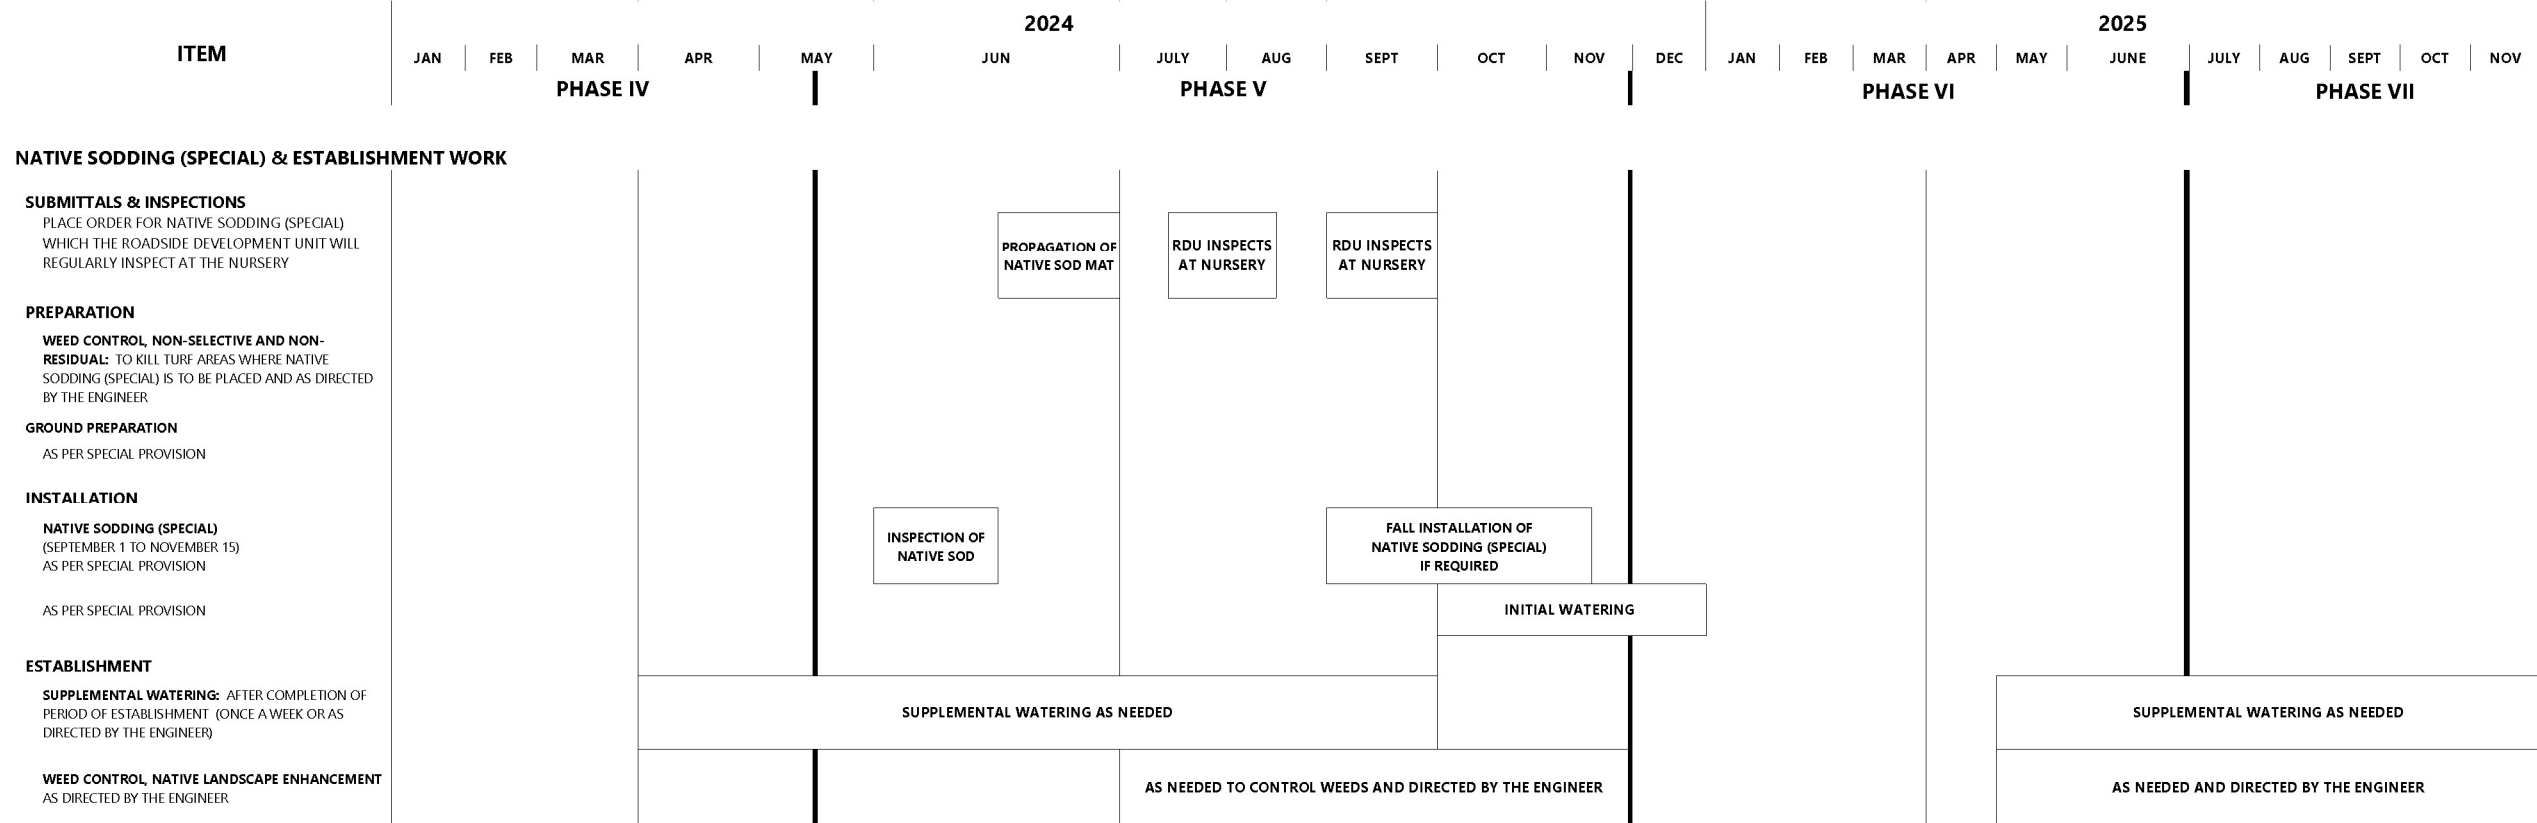 2024
2025
ITEM
JAN FEB MAR APR MAY JUN JULY AUG SEPT OCT NOV DEC JAN FEB MAR APR MAY JUNE JULY AUG SEPT OCT NOV
PHASE IV PHASE V PHASE VI PHASE VII
NATIVE SODDING (SPECIAL) & ESTABLISHMENT WORK
SUBMITTALS & INSPECTIONS
PLACE ORDER FOR NATIVE SODDING (SPECIAL)
WHICH THE ROADSIDE DEVELOPMENT UNIT WILL
REGULARLY INSPECT AT THE NURSERY
PROPAGATION OF
NATIVE SOD MAT
RDU INSPECTS
AT NURSERY
RDU INSPECTS
AT NURSERY
PREPARATION
WEED CONTROL, NON-SELECTIVE AND NON-
RESIDUAL: TO KILL TURF AREAS WHERE NATIVE
SODDING (SPECIAL) IS TO BE PLACED AND AS DIRECTED
BY THE ENGINEER
GROUND PREPARATION
AS PER SPECIAL PROVISION
INSTALLATION
NATIVE SODDING (SPECIAL)
(SEPTEMBER 1 TO NOVEMBER 15)
AS PER SPECIAL PROVISION
INSPECTION OF
NATIVE SOD
FALL INSTALLATION OF
NATIVE SODDING (SPECIAL)
IF REQUIRED
AS PER SPECIAL PROVISION
INITIAL WATERING
ESTABLISHMENT
SUPPLEMENTAL WATERING: AFTER COMPLETION OF
PERIOD OF ESTABLISHMENT (ONCE A WEEK OR AS
DIRECTED BY THE ENGINEER)
SUPPLEMENTAL WATERING AS NEEDED
SUPPLEMENTAL WATERING AS NEEDED
WEED CONTROL, NATIVE LANDSCAPE ENHANCEMENT
AS DIRECTED BY THE ENGINEER
AS NEEDED TO CONTROL WEEDS AND DIRECTED BY THE ENGINEER
AS NEEDED AND DIRECTED BY THE ENGINEER